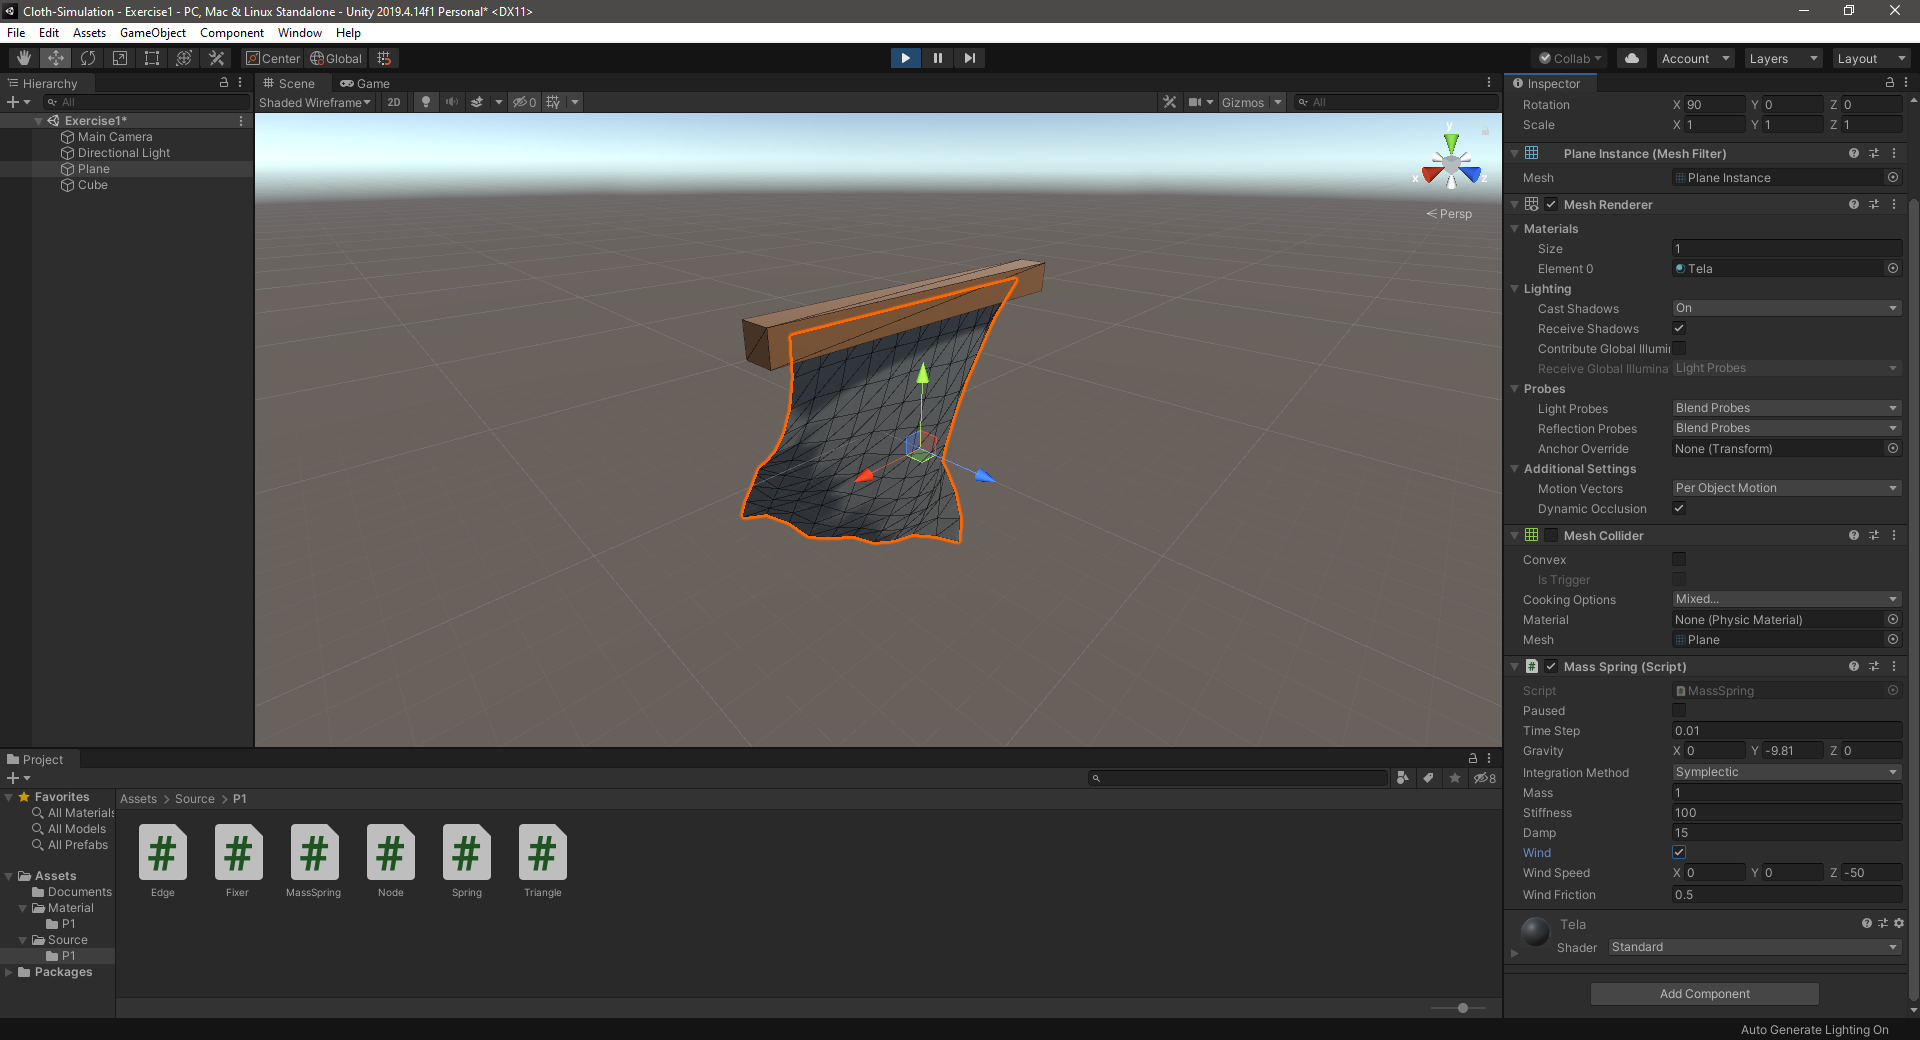 Cloth-Simulation - Exercise1 - PC, Mac & Linux Standalone - Unity 2019.4.14f1 Personal* <DX11>
File Edit Assets GameObject Component Window Help
Center Global
Collab Account Layers Layout
Hierarchy
All
Exercise1*
Main Camera
Directional Light
Plane
Cube
Scene Game
Shaded Wireframe 2D 0 Gizmos All
y
x z
Persp
Inspector
Rotation X 90 Y 0 Z 0
Scale X 1 Y 1 Z 1
Plane Instance (Mesh Filter)
Mesh Plane Instance
Mesh Renderer
Materials
Size 1
Element 0 Tela
Lighting
Cast Shadows On
Receive Shadows
Contribute Global Illumi
Receive Global Illumina Light Probes
Probes
Light Probes Blend Probes
Reflection Probes Blend Probes
Anchor Override None (Transform)
Additional Settings
Motion Vectors Per Object Motion
Dynamic Occlusion
Mesh Collider
Convex
Is Trigger
Cooking Options Mixed...
Material None (Physic Material)
Mesh Plane
Mass Spring (Script)
Script MassSpring
Paused
Time Step 0.01
Gravity X 0 Y -9.81 Z 0
Integration Method Symplectic
Mass 1
Stiffness 100
Damp 15
Wind
Wind Speed X 0 Y 0 Z -50
Wind Friction 0.5
Tela
Shader Standard
Add Component
Project
8
Favorites
All Materials
All Models
All Prefabs
Assets
Documents
Material
P1
Source
P1
Packages
Assets > Source > P1
# # # # # #
Edge Fixer MassSpring Node Spring Triangle
Auto Generate Lighting On